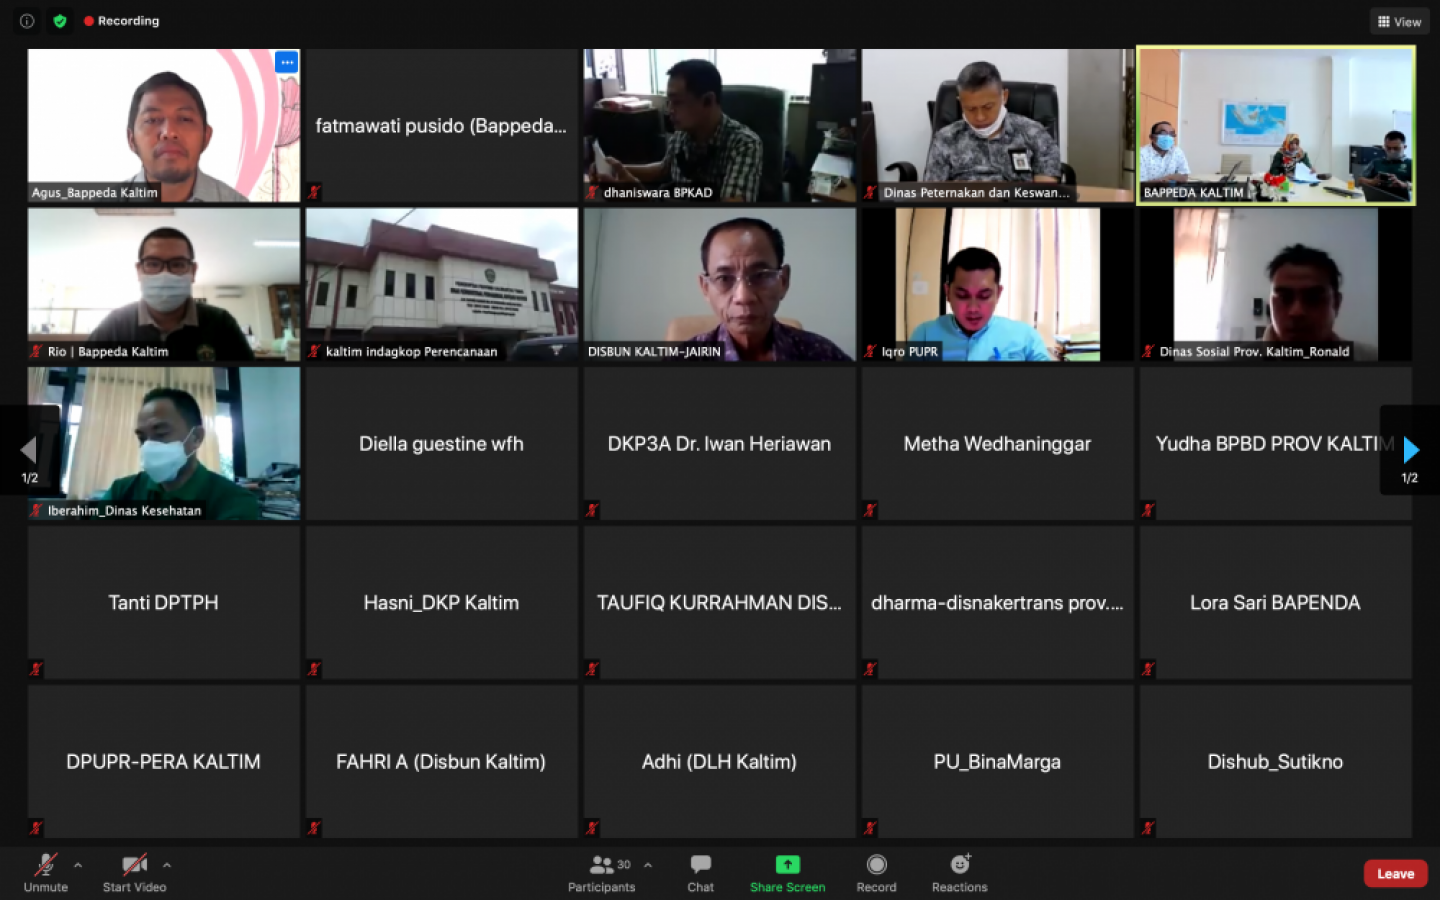 Recording
View
Agus_Bappeda Kaltim
fatmawati pusido (Bappeda...
dhaniswara BPKAD
Dinas Peternakan dan Keswan...
BAPPEDA KALTIM
Rio | Bappeda Kaltim
kaltim indagkop Perencanaan
DISBUN KALTIM-JAIRIN
Iqro PUPR
Dinas Sosial Prov. Kaltim_Ronald
Iberahim_Dinas Kesehatan
Diella guestine wfh
DKP3A Dr. Iwan Heriawan
Metha Wedhaninggar
Yudha BPBD PROV KALTIM
1/2
1/2
Tanti DPTPH
Hasni_DKP Kaltim
TAUFIQ KURRAHMAN DIS...
dharma-disnakertrans prov....
Lora Sari BAPENDA
DPUPR-PERA KALTIM
FAHRI A (Disbun Kaltim)
Adhi (DLH Kaltim)
PU_BinaMarga
Dishub_Sutikno
Unmute
Start Video
30
Participants
Chat
Share Screen
Record
Reactions
Leave